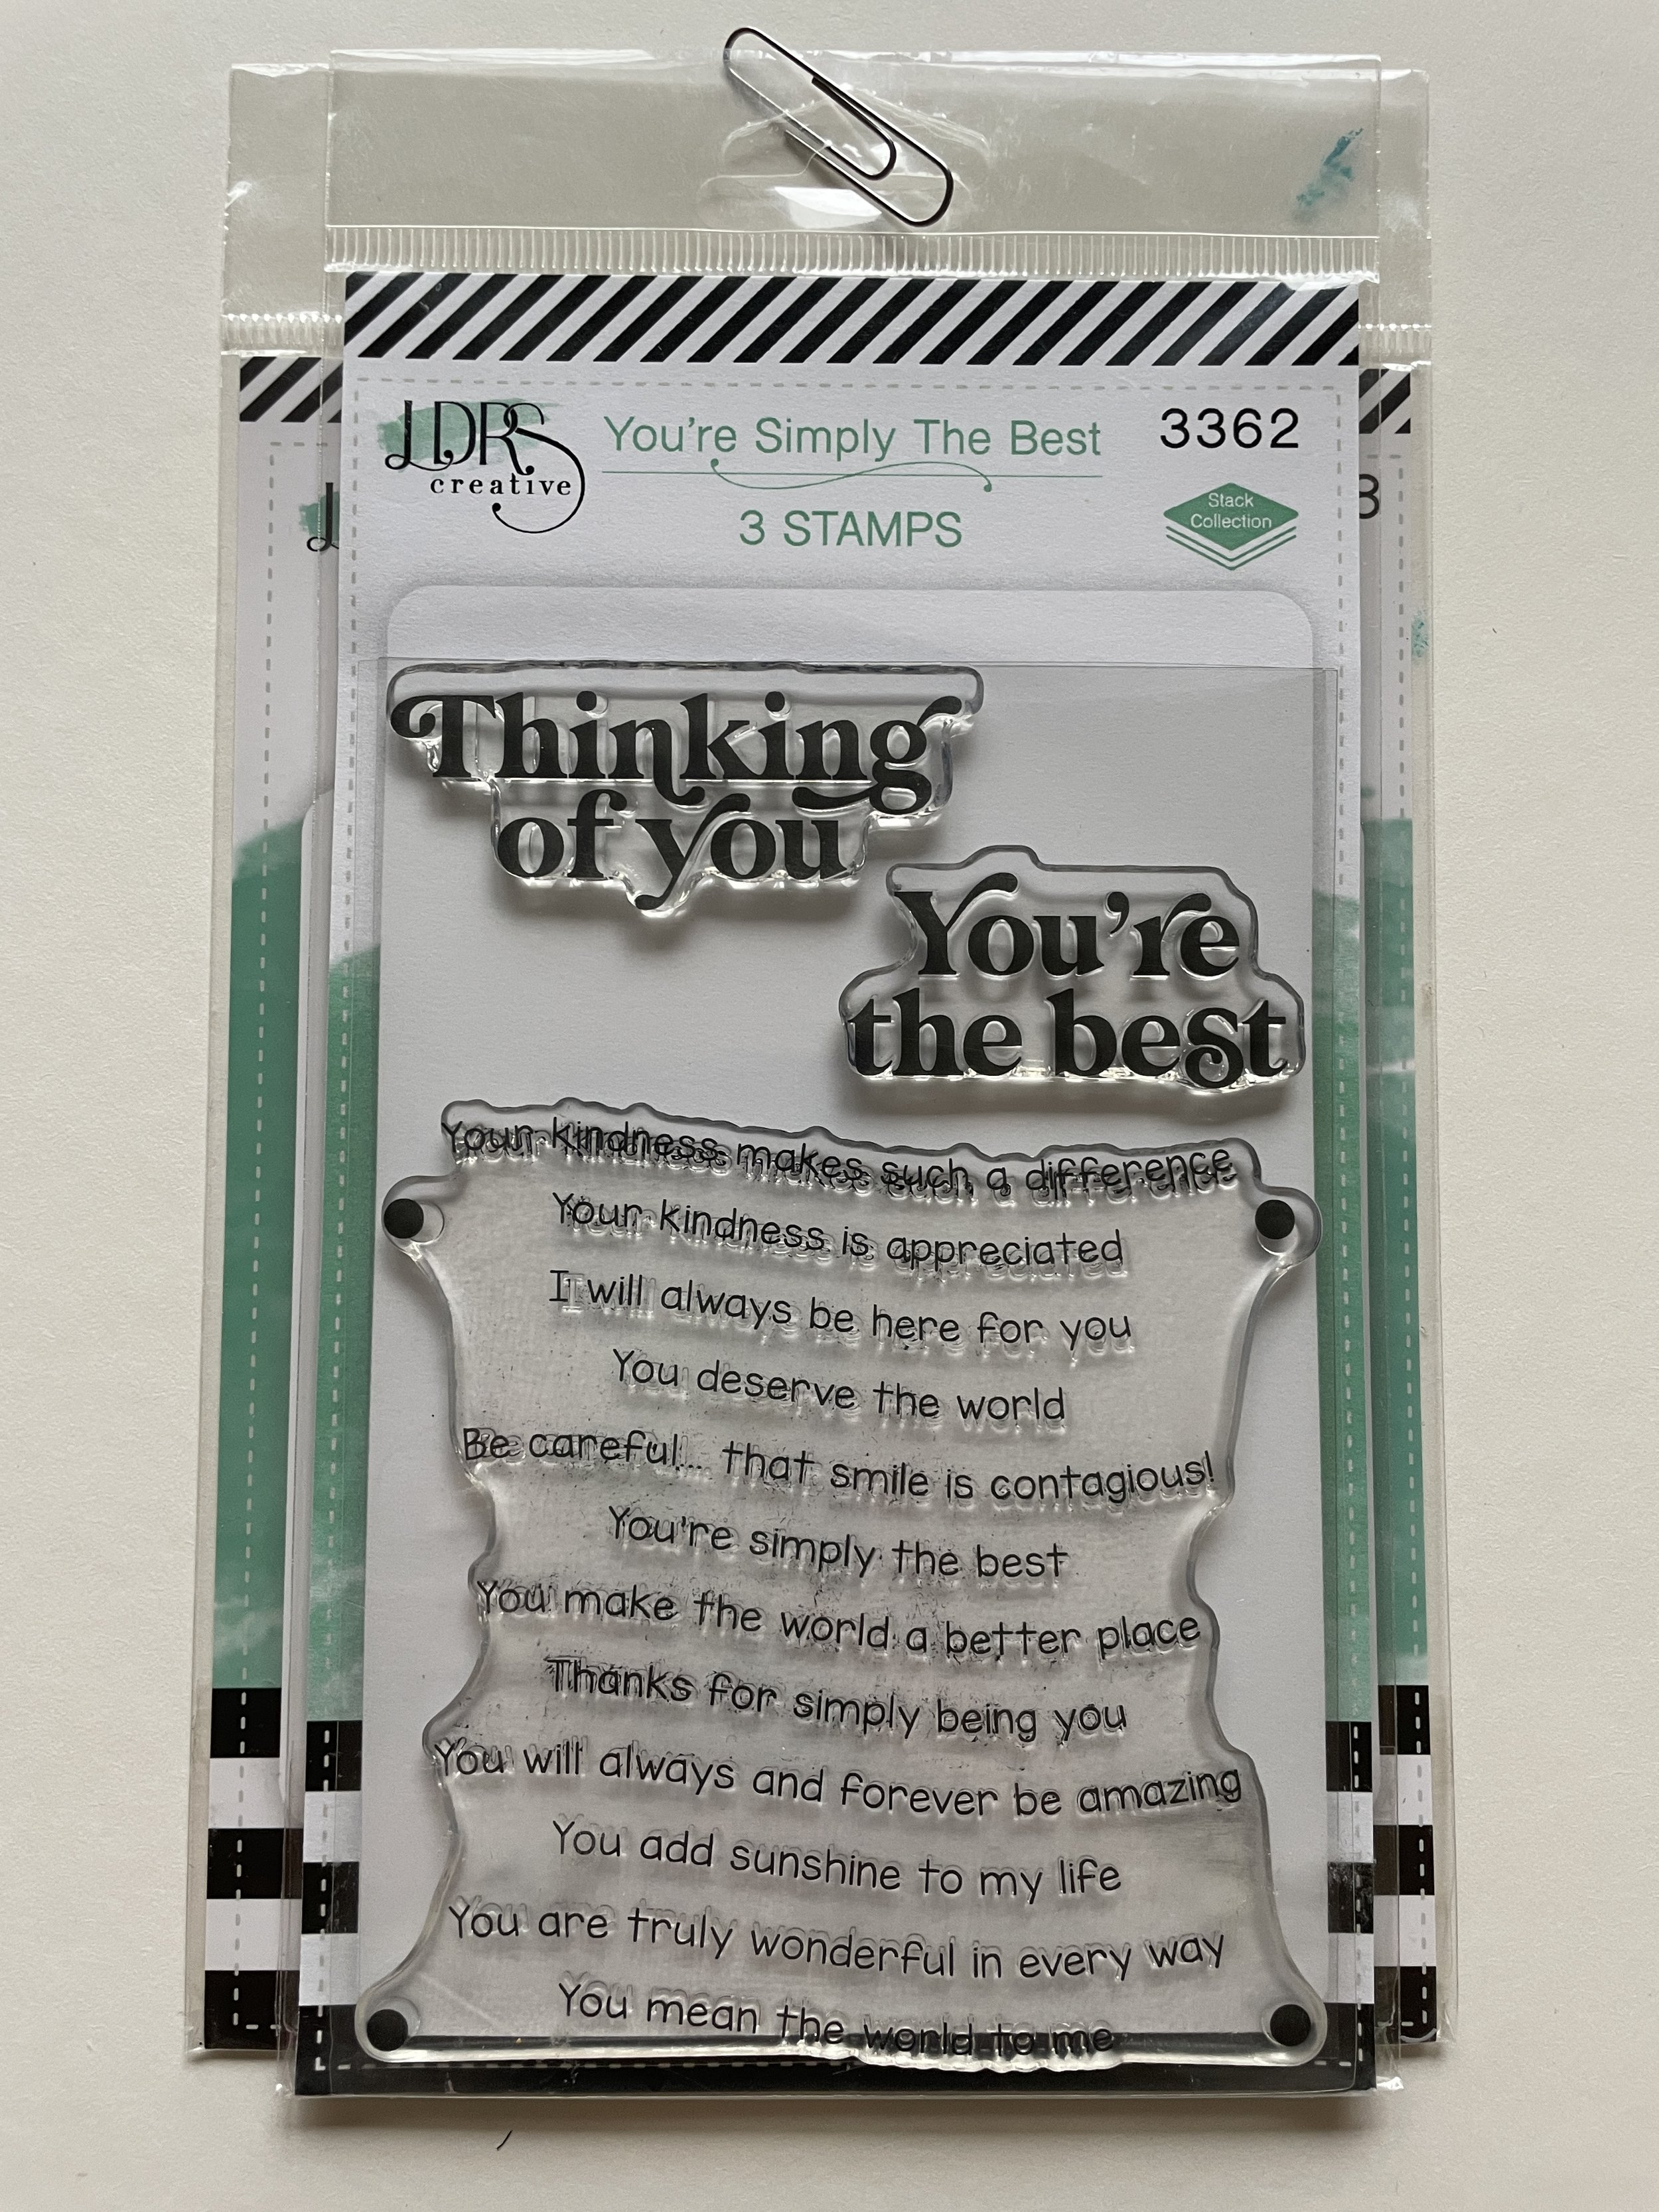 LDRS
creative
You're Simply The Best
3362
3 STAMPS
Stack
Collection
3
Thinking
of you
You're
the best
Your kindness makes such a difference
Your kindness is appreciated
I will always be here for you
You deserve the world
Be careful... that smile is contagious!
You're simply the best
You make the world a better place
Thanks for simply being you
You will always and forever be amazing
You add sunshine to my life
You are truly wonderful in every way
You mean the world to me